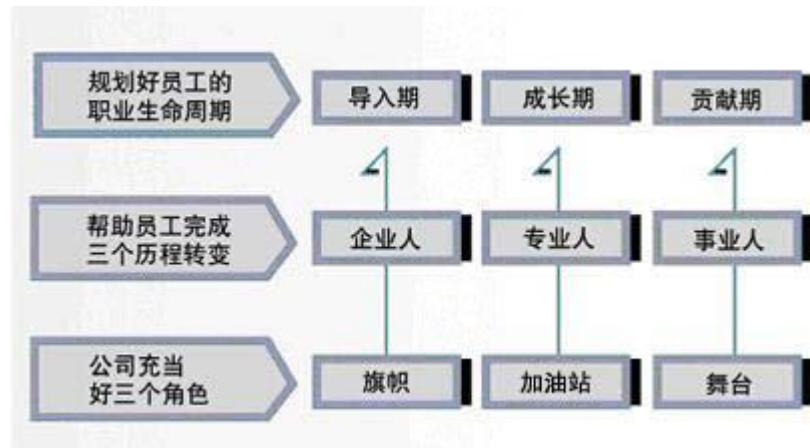 规划好员工的
职业生命周期
导入期
成长期
贡献期
帮助员工完成
三个历程转变
企业人
专业人
事业人
公司充当
好三个角色
旗帜
加油站
舞台